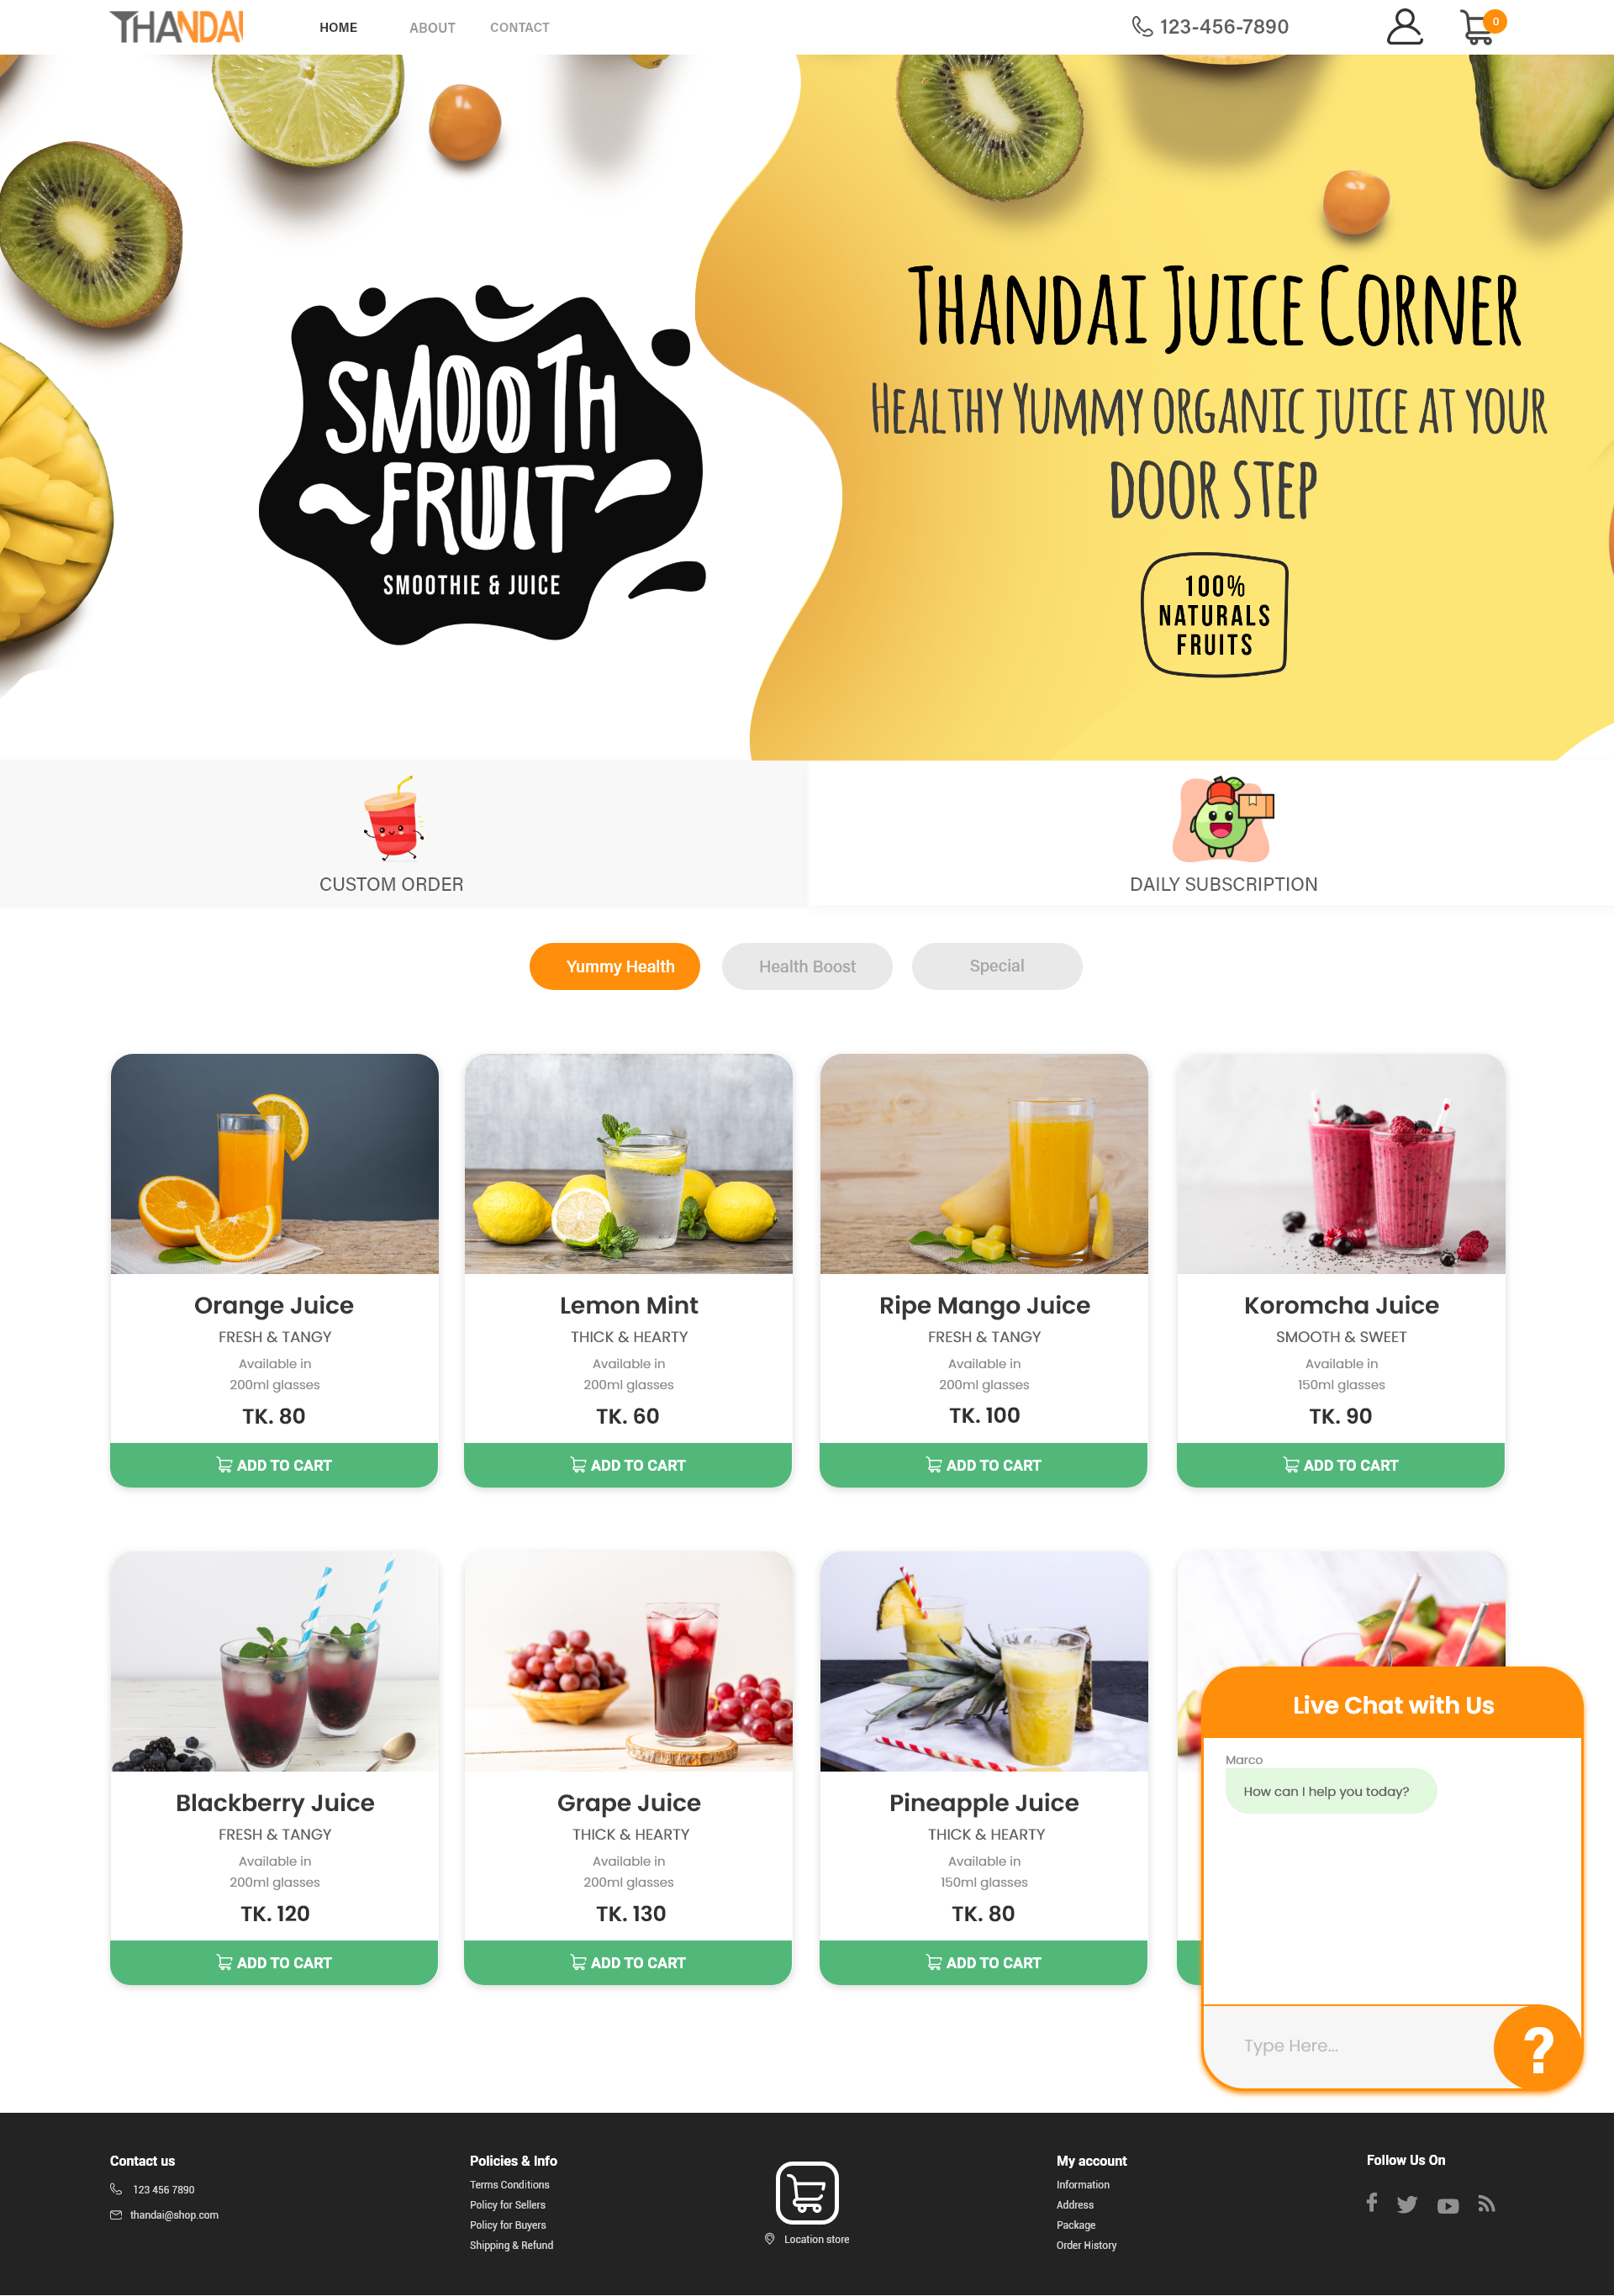 THANDAI
HOME ABOUT CONTACT
123-456-7890
0
SMOOTH
FRUIT
SMOOTHIE & JUICE
THANDAI JUICE CORNER
HEALTHY YUMMY ORGANIC JUICE AT YOUR
DOOR STEP
100%
NATURALS
FRUITS
CUSTOM ORDER
DAILY SUBSCRIPTION
Yummy Health
Health Boost
Special
Orange Juice
FRESH & TANGY
Available in
200ml glasses
TK. 80
ADD TO CART
Lemon Mint
THICK & HEARTY
Available in
200ml glasses
TK. 60
ADD TO CART
Ripe Mango Juice
FRESH & TANGY
Available in
200ml glasses
TK. 100
ADD TO CART
Koromcha Juice
SMOOTH & SWEET
Available in
150ml glasses
TK. 90
ADD TO CART
Blackberry Juice
FRESH & TANGY
Available in
200ml glasses
TK. 120
ADD TO CART
Grape Juice
THICK & HEARTY
Available in
200ml glasses
TK. 130
ADD TO CART
Pineapple Juice
THICK & HEARTY
Available in
150ml glasses
TK. 80
ADD TO CART
Live Chat with Us
Marco
How can I help you today?
Type Here...
?
Contact us
123 456 7890
thandai@shop.com
Policies & Info
Terms Conditions
Policy for Sellers
Policy for Buyers
Shipping & Refund
Location store
My account
Information
Address
Package
Order History
Follow Us On